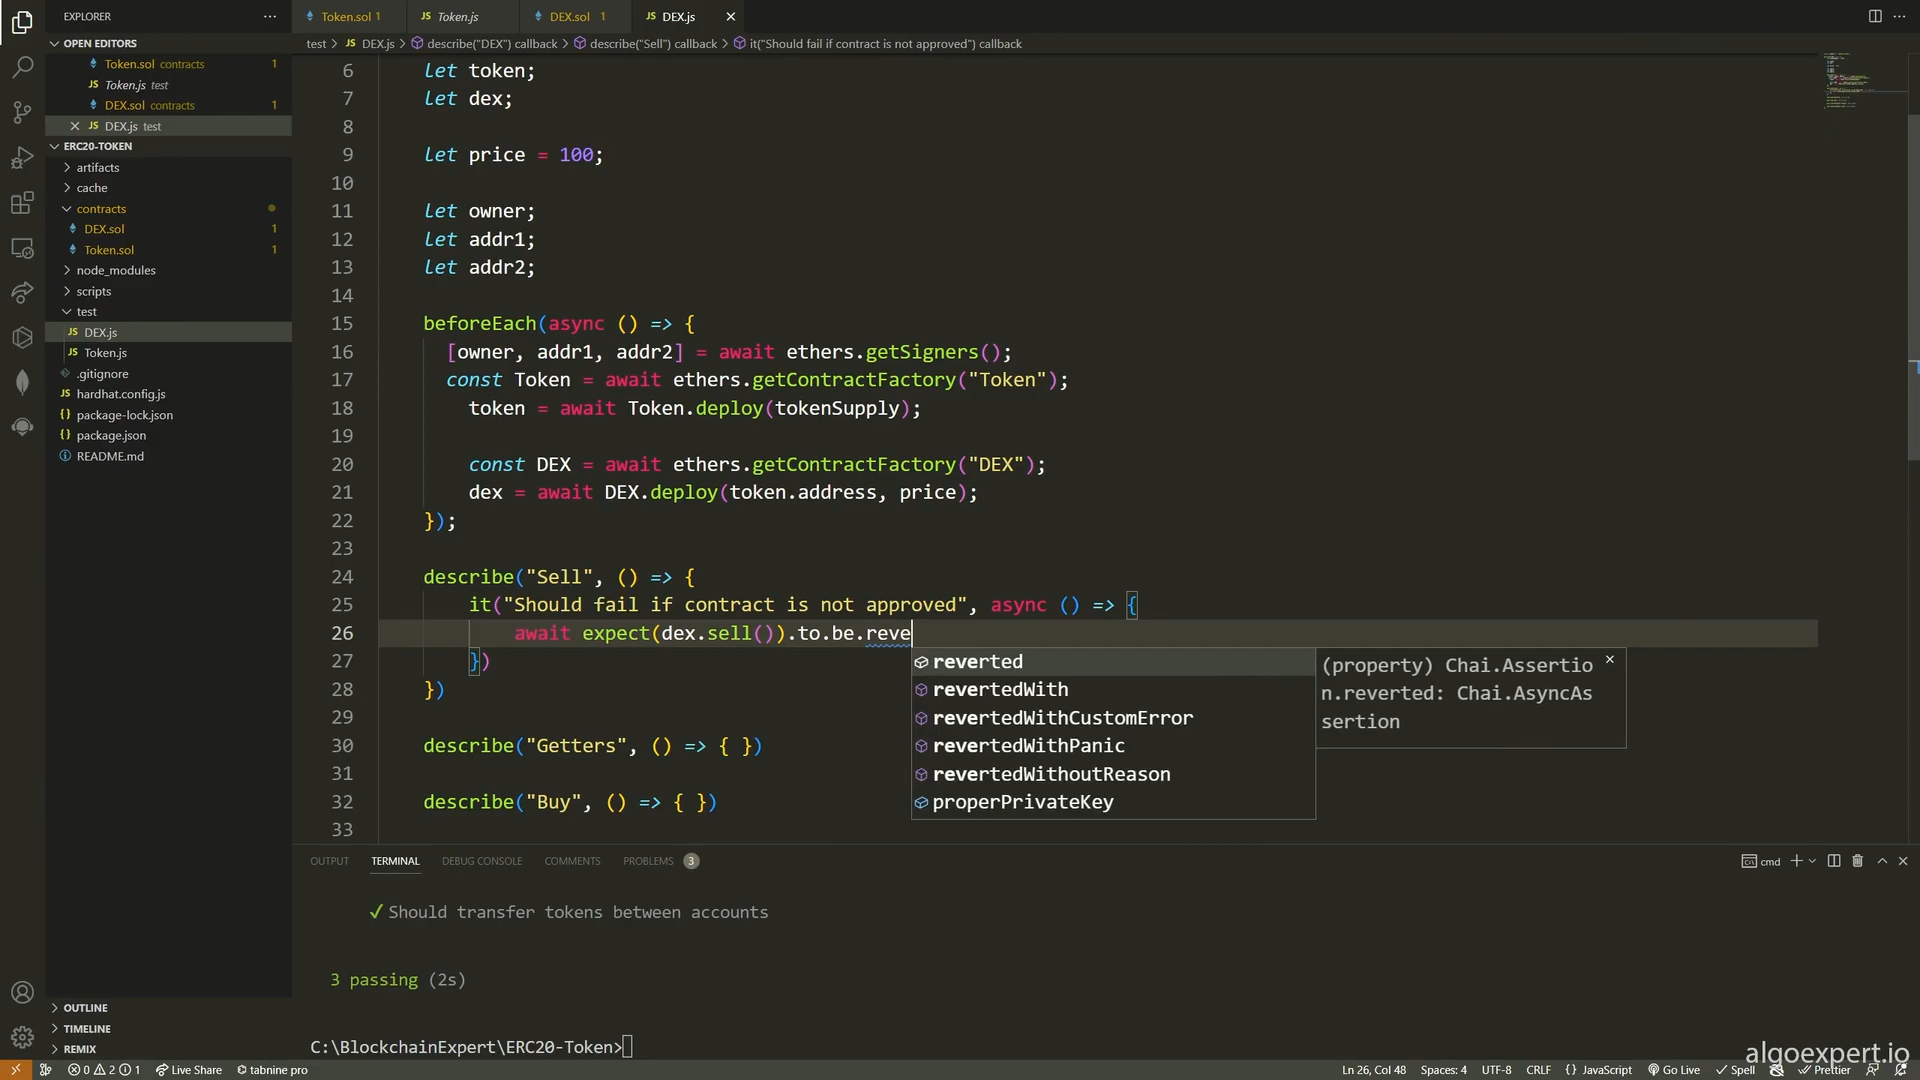 EXPLORER
OPEN EDITORS
Token.sol contracts 1
Token.js test
DEX.sol contracts 1
DEX.js test
ERC20-TOKEN
artifacts
cache
contracts
DEX.sol 1
Token.sol 1
node_modules
scripts
test
DEX.js
Token.js
.gitignore
hardhat.config.js
package-lock.json
package.json
README.md
OUTLINE
TIMELINE
REMIX
Token.sol 1 JS Token.js DEX.sol 1 JS DEX.js
test > JS DEX.js > describe("DEX") callback > describe("Sell") callback > it("Should fail if contract is not approved") callback
6 let token;
7 let dex;
8
9 let price = 100;
10
11 let owner;
12 let addr1;
13 let addr2;
14
15 beforeEach(async () => {
16 [owner, addr1, addr2] = await ethers.getSigners();
17 const Token = await ethers.getContractFactory("Token");
18 token = await Token.deploy(tokenSupply);
19
20 const DEX = await ethers.getContractFactory("DEX");
21 dex = await DEX.deploy(token.address, price);
22 });
23
24 describe("Sell", () => {
25 it("Should fail if contract is not approved", async () => {
26 await expect(dex.sell()).to.be.reve
27 })
28 })
29
30 describe("Getters", () => { })
31
32 describe("Buy", () => { })
33
reverted
revertedWith
revertedWithCustomError
revertedWithPanic
revertedWithoutReason
properPrivateKey
(property) Chai.Assertio
n.reverted: Chai.AsyncAs
sertion
OUTPUT TERMINAL DEBUG CONSOLE COMMENTS PROBLEMS 3 cmd
✓ Should transfer tokens between accounts
3 passing (2s)
C:\BlockchainExpert\ERC20-Token>
0 2 1 Live Share tabnine pro Ln 26, Col 48 Spaces: 4 UTF-8 CRLF {} JavaScript Go Live Spell Prettier
algoexpert.io